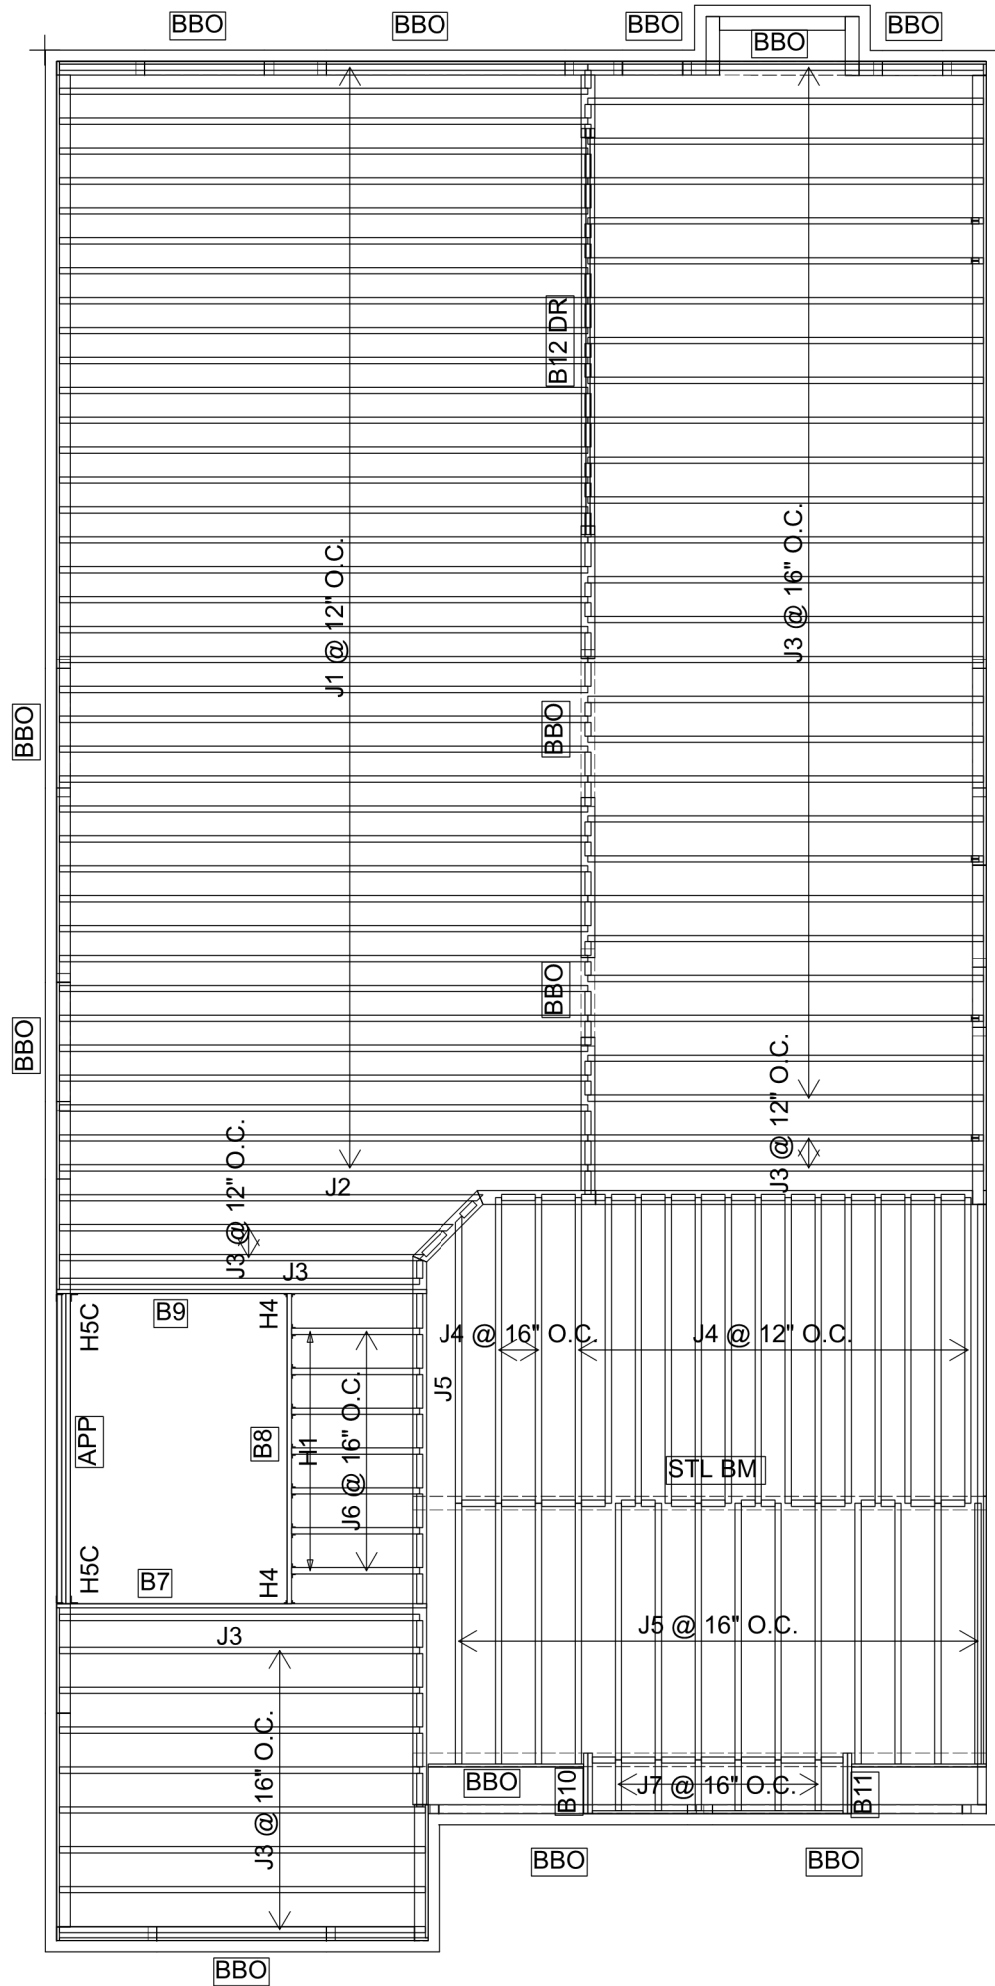 BBO
BBO
BBO
BBO
BBO
B12 DR
J1 @ 12" O.C.
J3 @ 16" O.C.
BBO
BBO
BBO
BBO
J3 @ 12" O.C.
J3 @ 12" O.C.
J2
J3
H5C
B9
H4
J4 @ 16" O.C.
J4 @ 12" O.C.
J5
APP
B8
H1
J6 @ 16" O.C.
STL BM
H5C
B7
H4
J3
J5 @ 16" O.C.
J3 @ 16" O.C.
BBO
B10
J7 @ 16" O.C.
B11
BBO
BBO
BBO